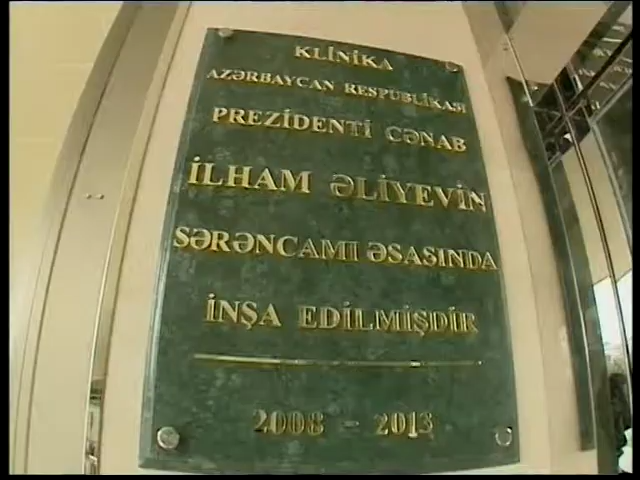 KLİNİKA
AZƏRBAYCAN RESPUBLİKASI
PREZİDENTİ CƏNAB
İLHAM ƏLİYEVİN
SƏRƏNCAMI ƏSASINDA
İNŞA EDİLMİŞDİR
2008 - 2013